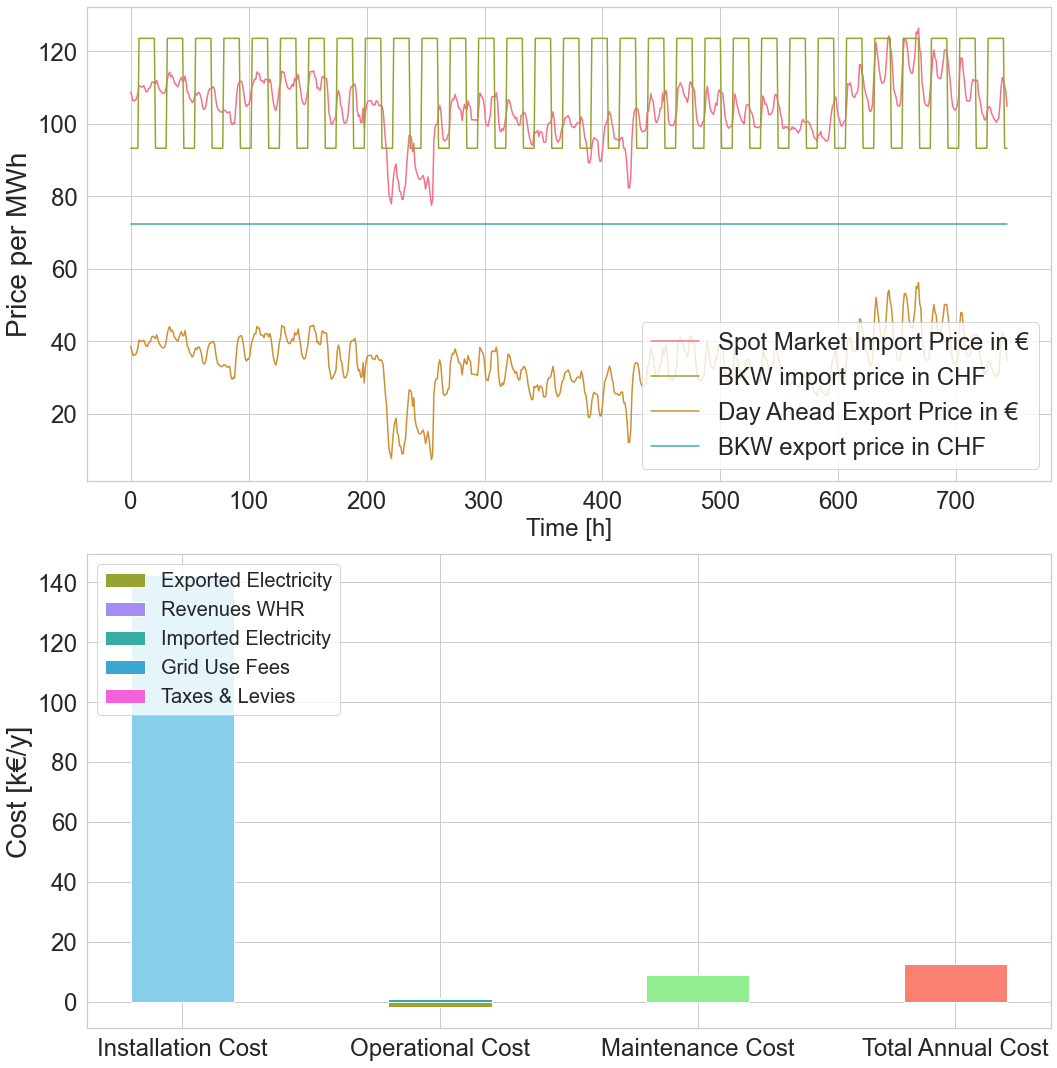 Price per MWh
120
100
80
60
40
20
0
100
200
300
400
500
600
700
Time [h]
Spot Market Import Price in €
BKW import price in CHF
Day Ahead Export Price in €
BKW export price in CHF
Cost [k€/y]
140
120
100
80
60
40
20
0
Exported Electricity
Revenues WHR
Imported Electricity
Grid Use Fees
Taxes & Levies
Installation Cost
Operational Cost
Maintenance Cost
Total Annual Cost